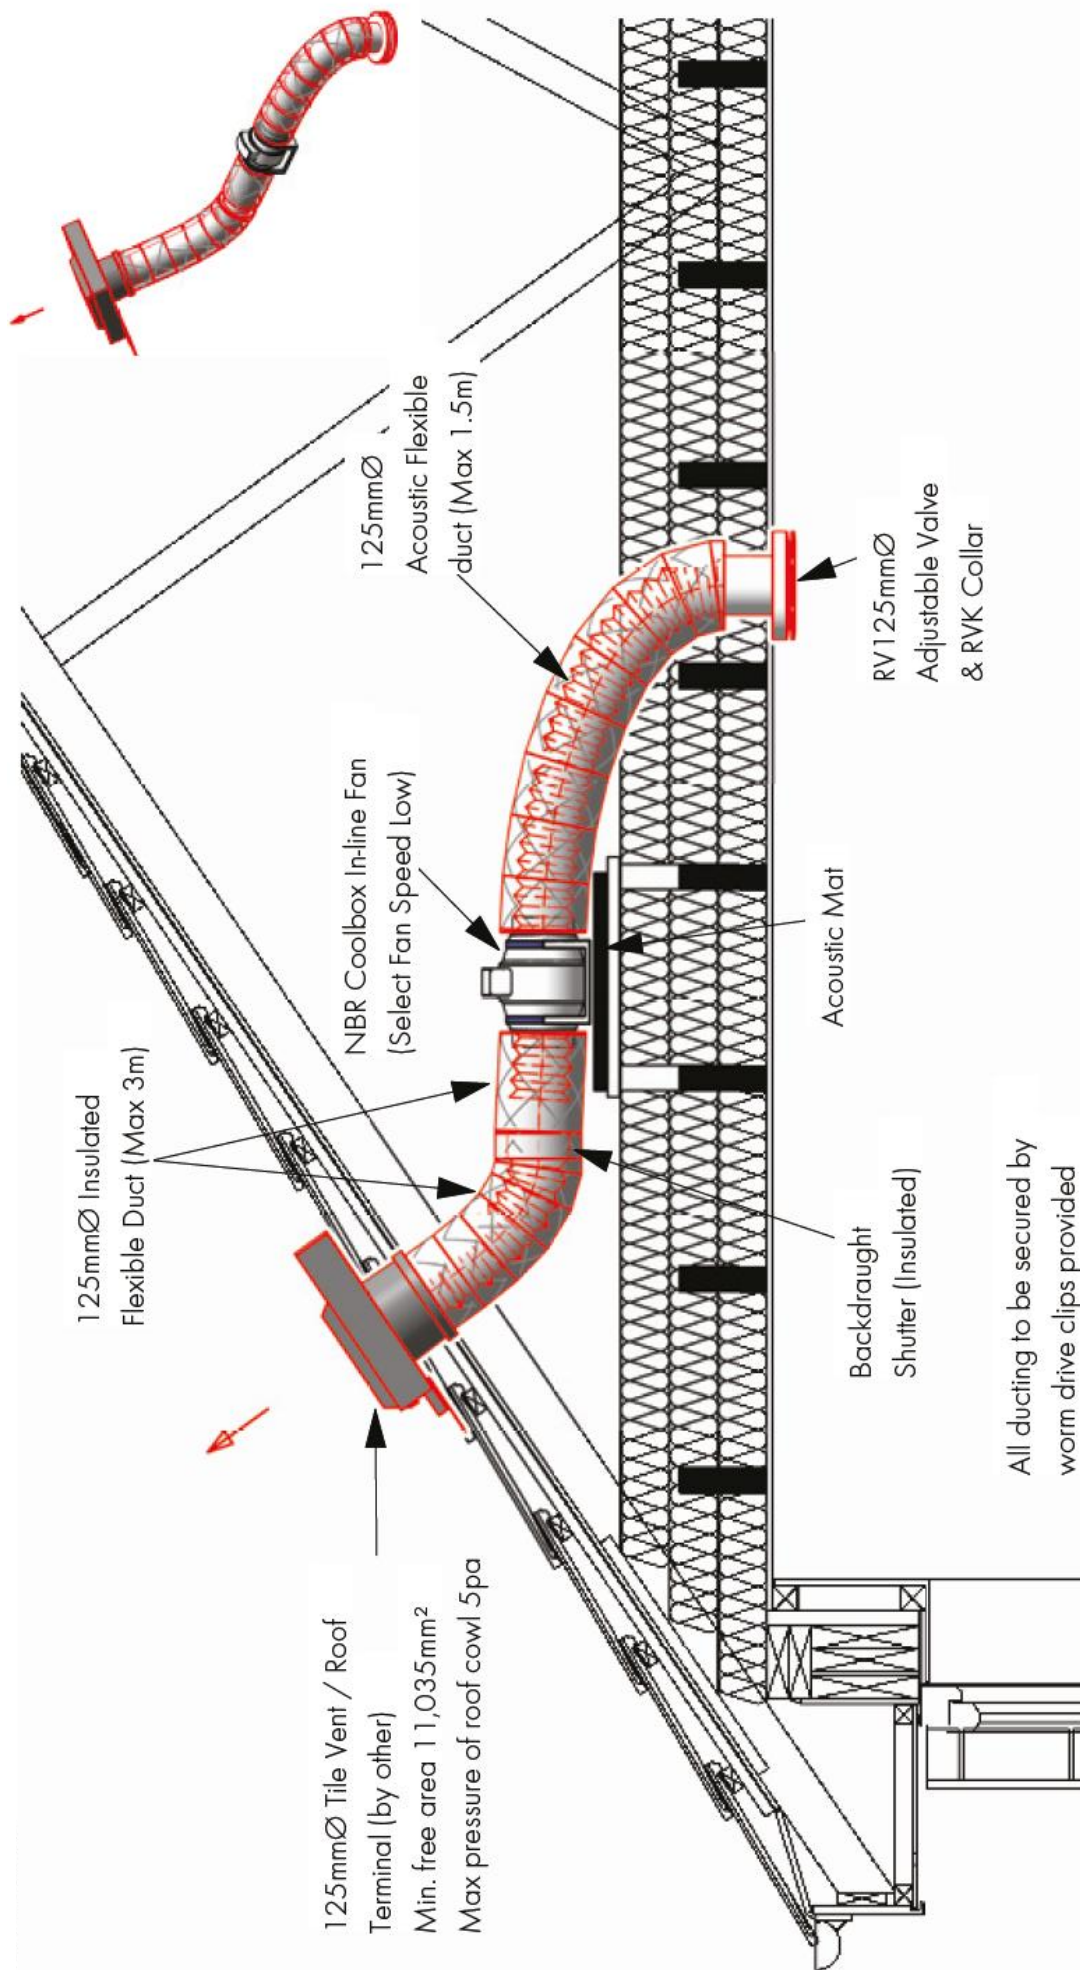 125mmØ Tile Vent / Roof
Terminal (by other)
Min. free area 11,035mm²
Max pressure of roof cowl 5pa
125mmØ Insulated
Flexible Duct (Max 3m)
NBR Coolbox In-line Fan
(Select Fan Speed Low)
125mmØ
Acoustic Flexible
duct (Max 1.5m)
Backdraught
Shutter (Insulated)
Acoustic Mat
RV125mmØ
Adjustable Valve
& RVK Collar
All ducting to be secured by
worm drive clips provided